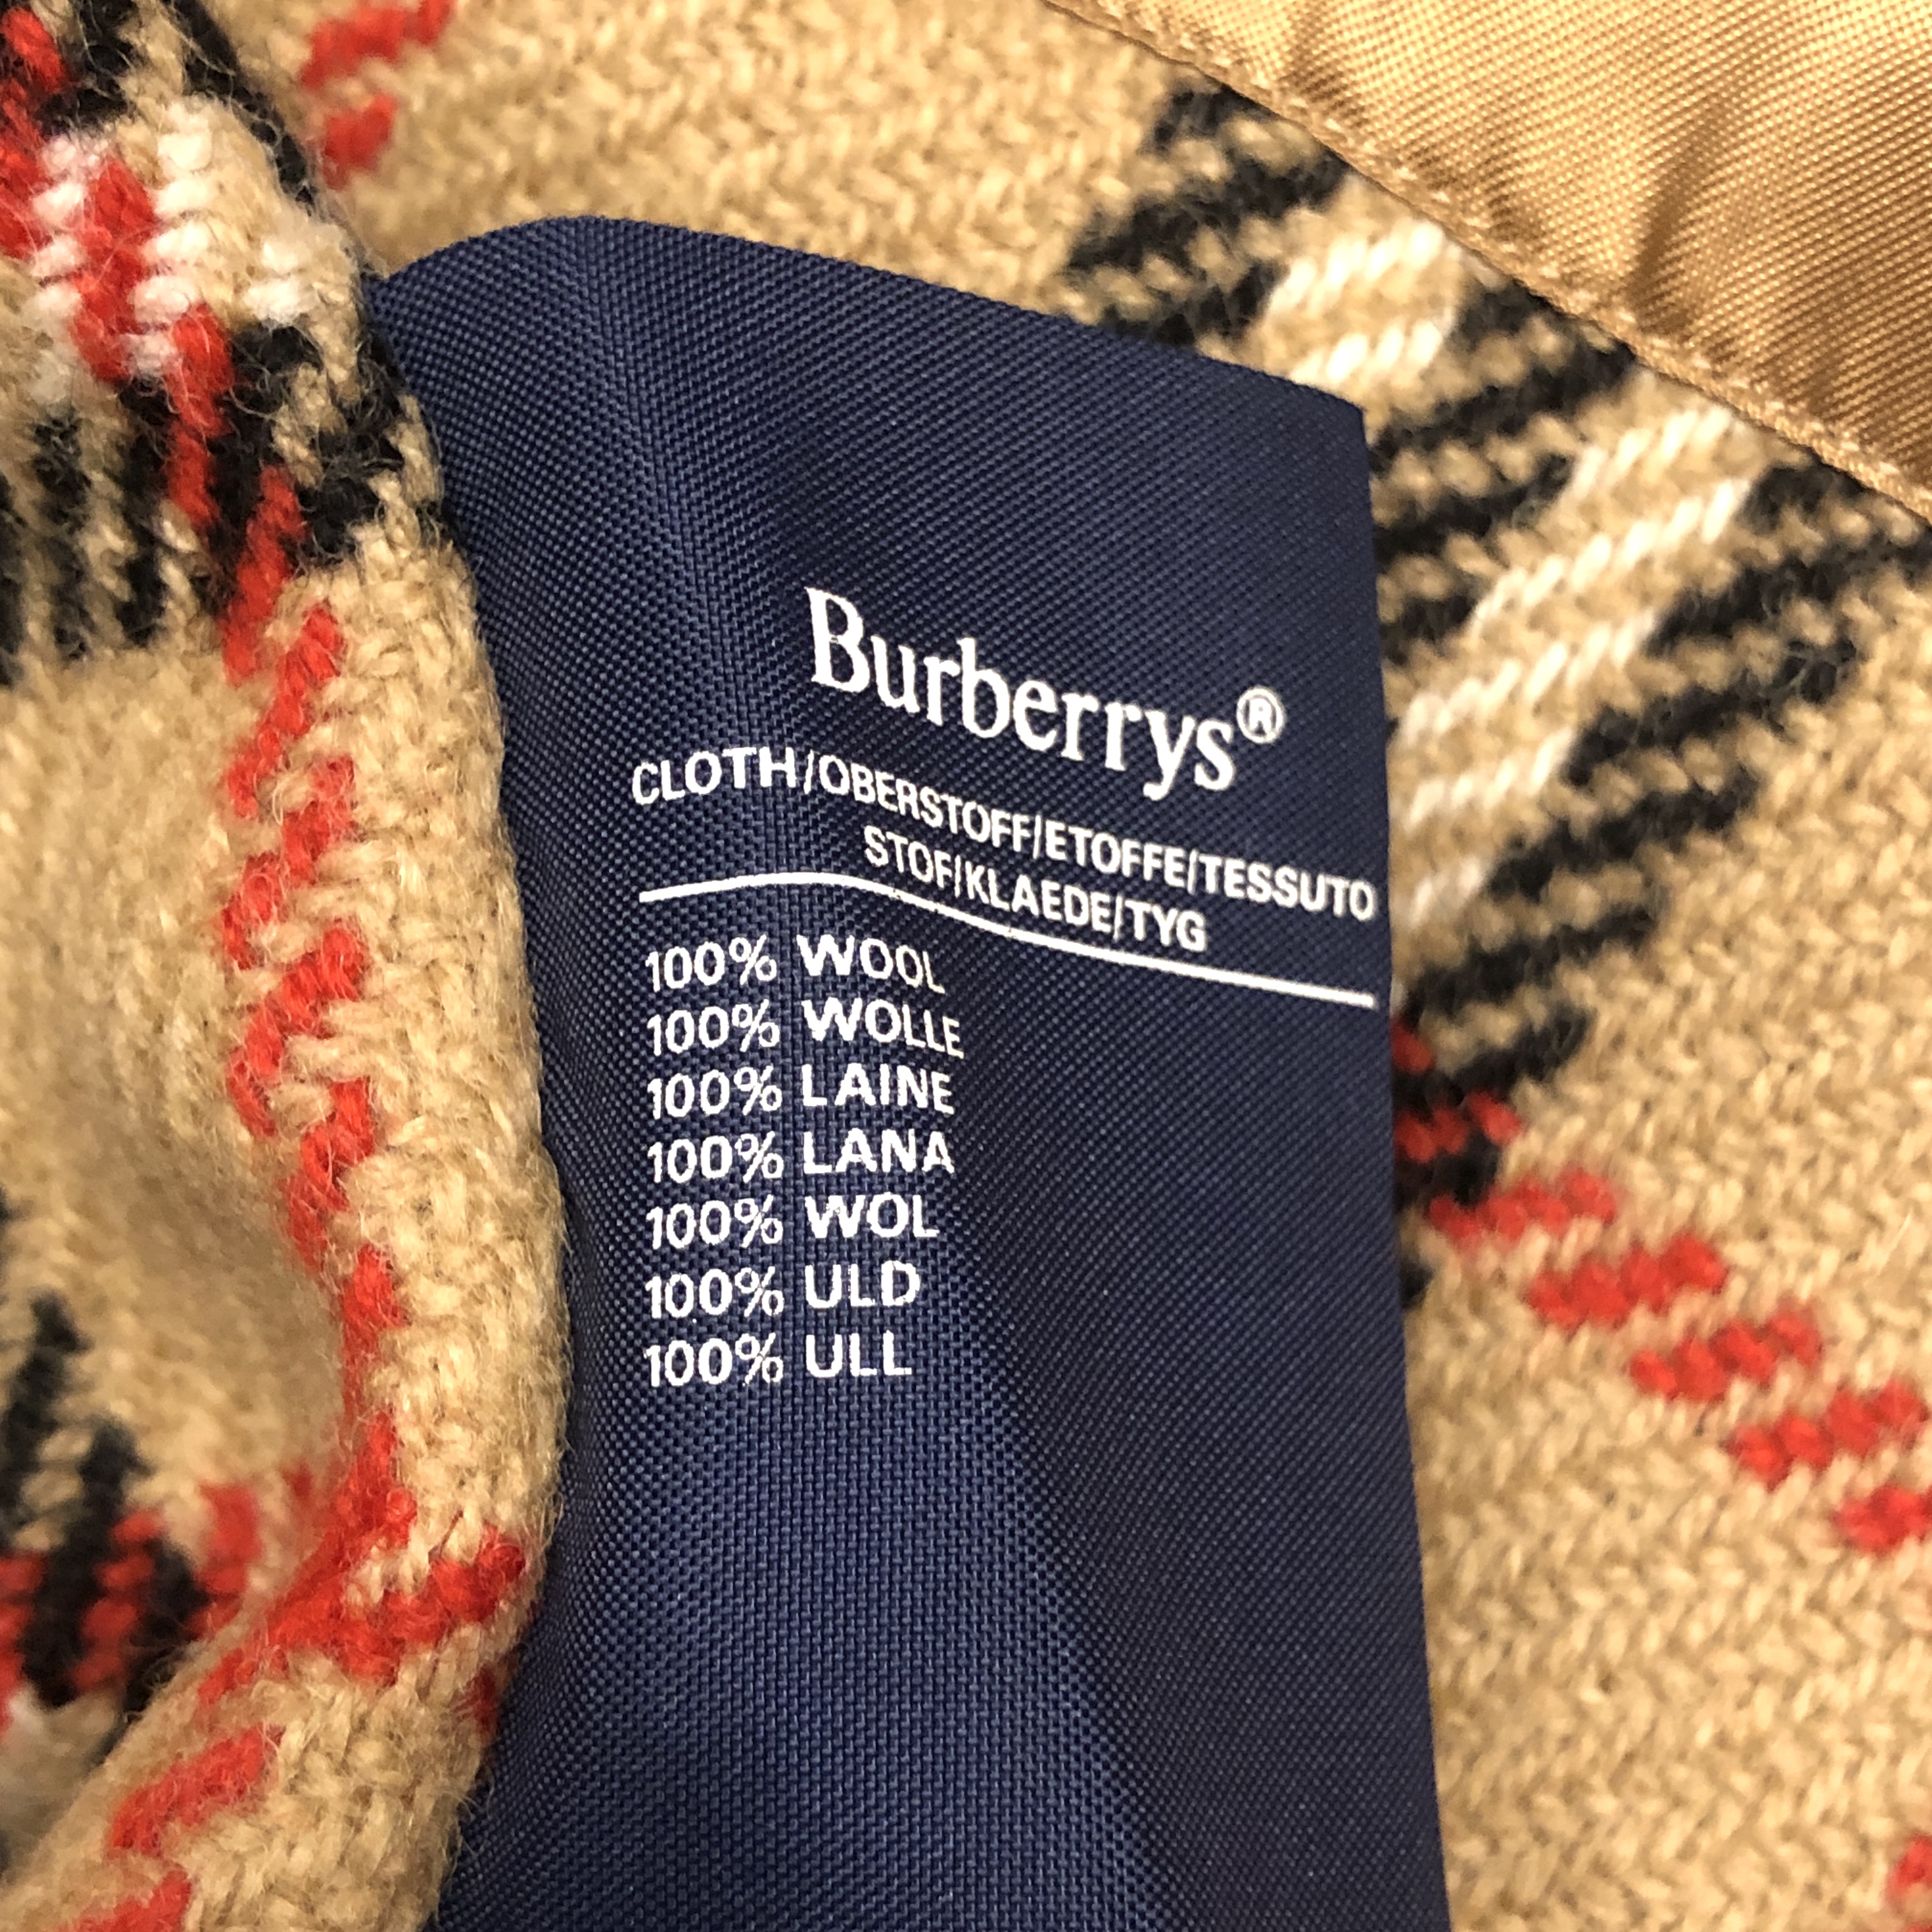 Burberrys®
CLOTH/OBERSTOFF/ETOFFE/TESSUTO
STOF/KLAEDE/TYG
100% WOOL
100% WOLLE
100% LAINE
100% LANA
100% WOL
100% ULD
100% ULL